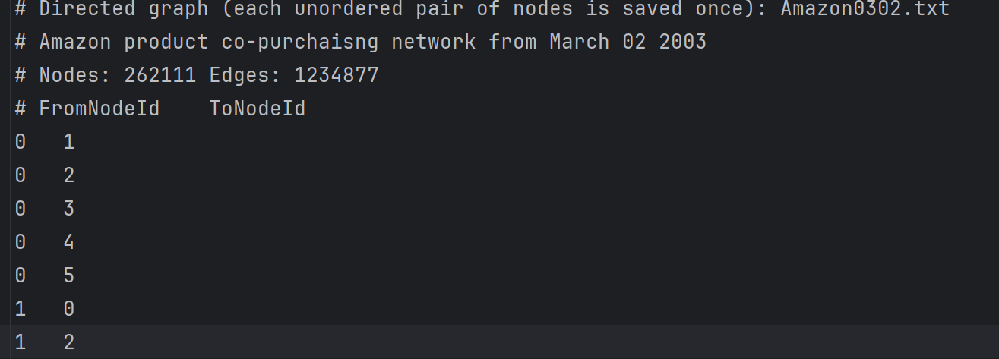 # Directed graph (each unordered pair of nodes is saved once): Amazon0302.txt
# Amazon product co-purchaisng network from March 02 2003
# Nodes: 262111 Edges: 1234877
# FromNodeId    ToNodeId
0   1
0   2
0   3
0   4
0   5
1   0
1   2